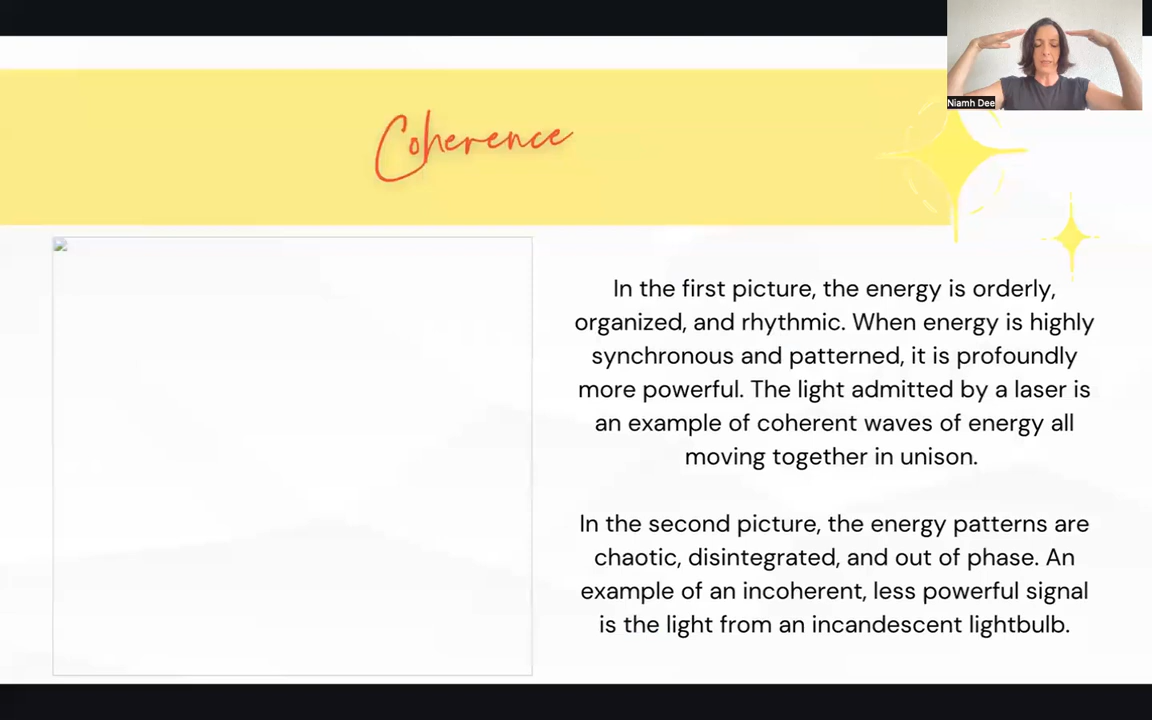 Niamh Dee
Coherence
In the first picture, the energy is orderly,
organized, and rhythmic. When energy is highly
synchronous and patterned, it is profoundly
more powerful. The light admitted by a laser is
an example of coherent waves of energy all
moving together in unison.
In the second picture, the energy patterns are
chaotic, disintegrated, and out of phase. An
example of an incoherent, less powerful signal
is the light from an incandescent lightbulb.